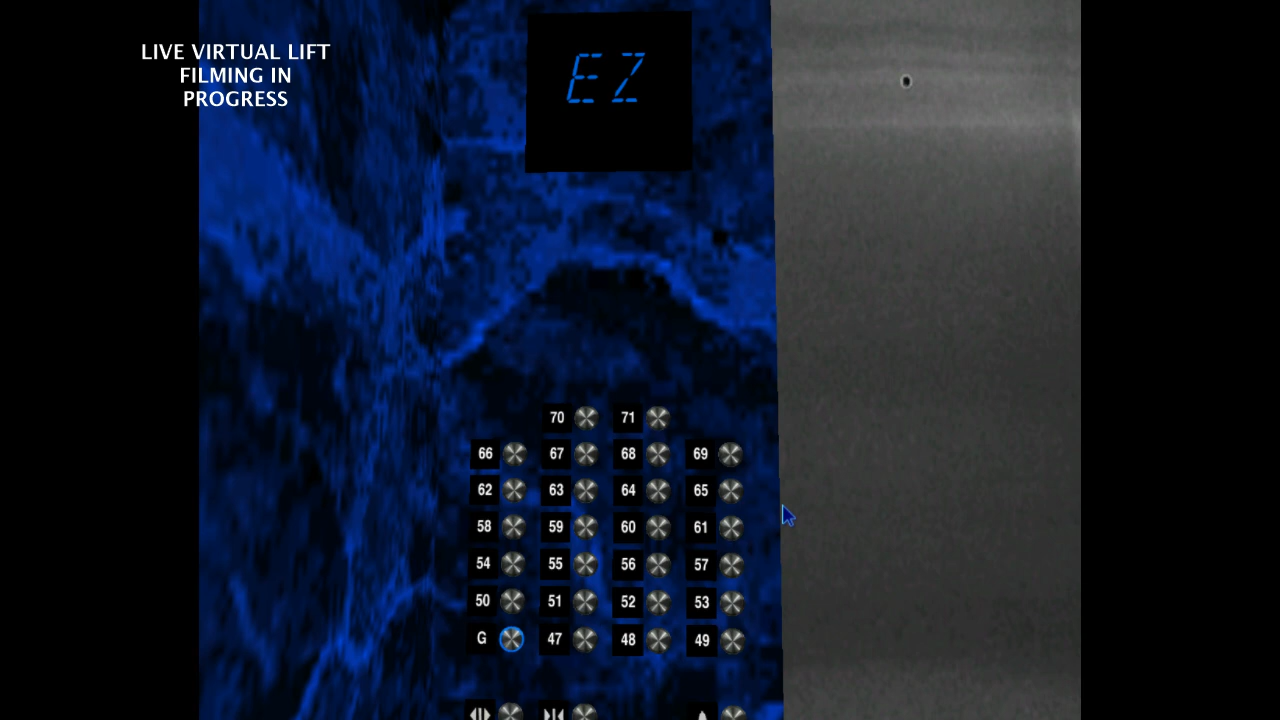 LIVE VIRTUAL LIFT
FILMING IN
PROGRESS
EZ
70 71
66 67 68 69
62 63 64 65
58 59 60 61
54 55 56 57
50 51 52 53
G 47 48 49